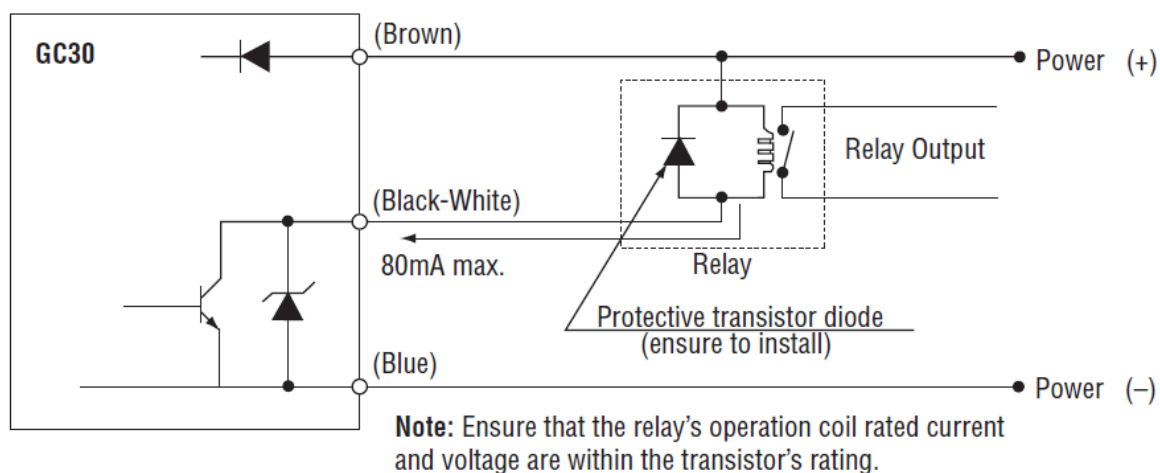 GC30
(Brown)
Power (+)
Relay Output
(Black-White)
80mA max.
Relay
Protective transistor diode
(ensure to install)
(Blue)
Power (–)
Note: Ensure that the relay’s operation coil rated current
and voltage are within the transistor’s rating.